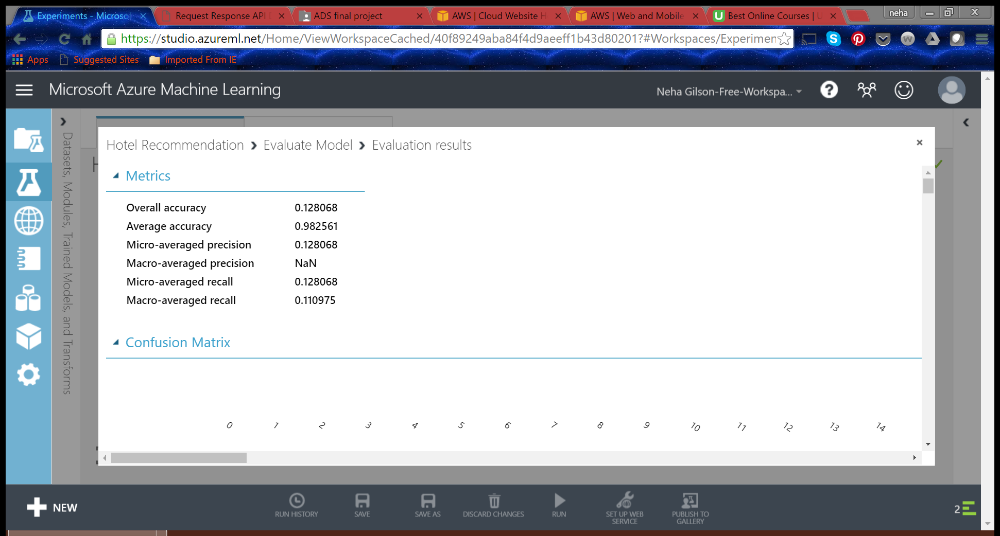 Experiments - Microsof
Request Response API D
ADS final project
AWS | Cloud Website H
AWS | Web and Mobile
Best Online Courses | U
neha
https://studio.azureml.net/Home/ViewWorkspaceCached/40f89249aba84f4d9aeeff1b43d80201?#Workspaces/Experimen
Apps
Suggested Sites
Imported From IE
Microsoft Azure Machine Learning
Neha Gilson-Free-Workspa...
Datasets, Modules, Trained Models, and Transforms
Hotel Recommendation > Evaluate Model > Evaluation results
Metrics
Overall accuracy 0.128068
Average accuracy 0.982561
Micro-averaged precision 0.128068
Macro-averaged precision NaN
Micro-averaged recall 0.128068
Macro-averaged recall 0.110975
Confusion Matrix
0 1 2 3 4 5 6 7 8 9 10 11 12 13 14
NEW
RUN HISTORY
SAVE
SAVE AS
DISCARD CHANGES
RUN
SET UP WEB
SERVICE
PUBLISH TO
GALLERY
2